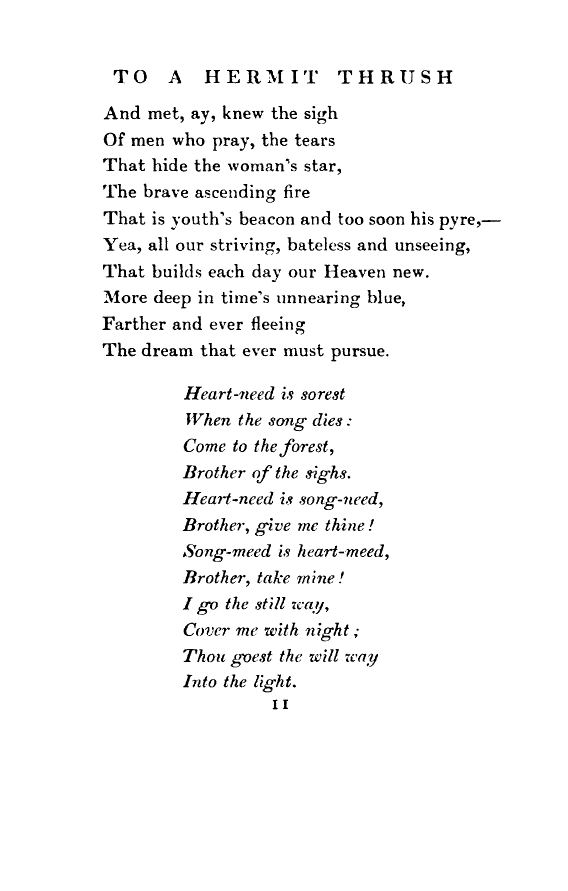 TO A HERMIT THRUSH
And met, ay, knew the sigh
Of men who pray, the tears
That hide the woman's star,
The brave ascending fire
That is youth's beacon and too soon his pyre,—
Yea, all our striving, bateless and unseeing,
That builds each day our Heaven new.
More deep in time's unnearing blue,
Farther and ever fleeing
The dream that ever must pursue.
Heart-need is sorest
When the song dies:
Come to the forest,
Brother of the sighs.
Heart-need is song-need,
Brother, give me thine!
Song-meed is heart-meed,
Brother, take mine!
I go the still way,
Cover me with night;
Thou goest the will way
Into the light.
11